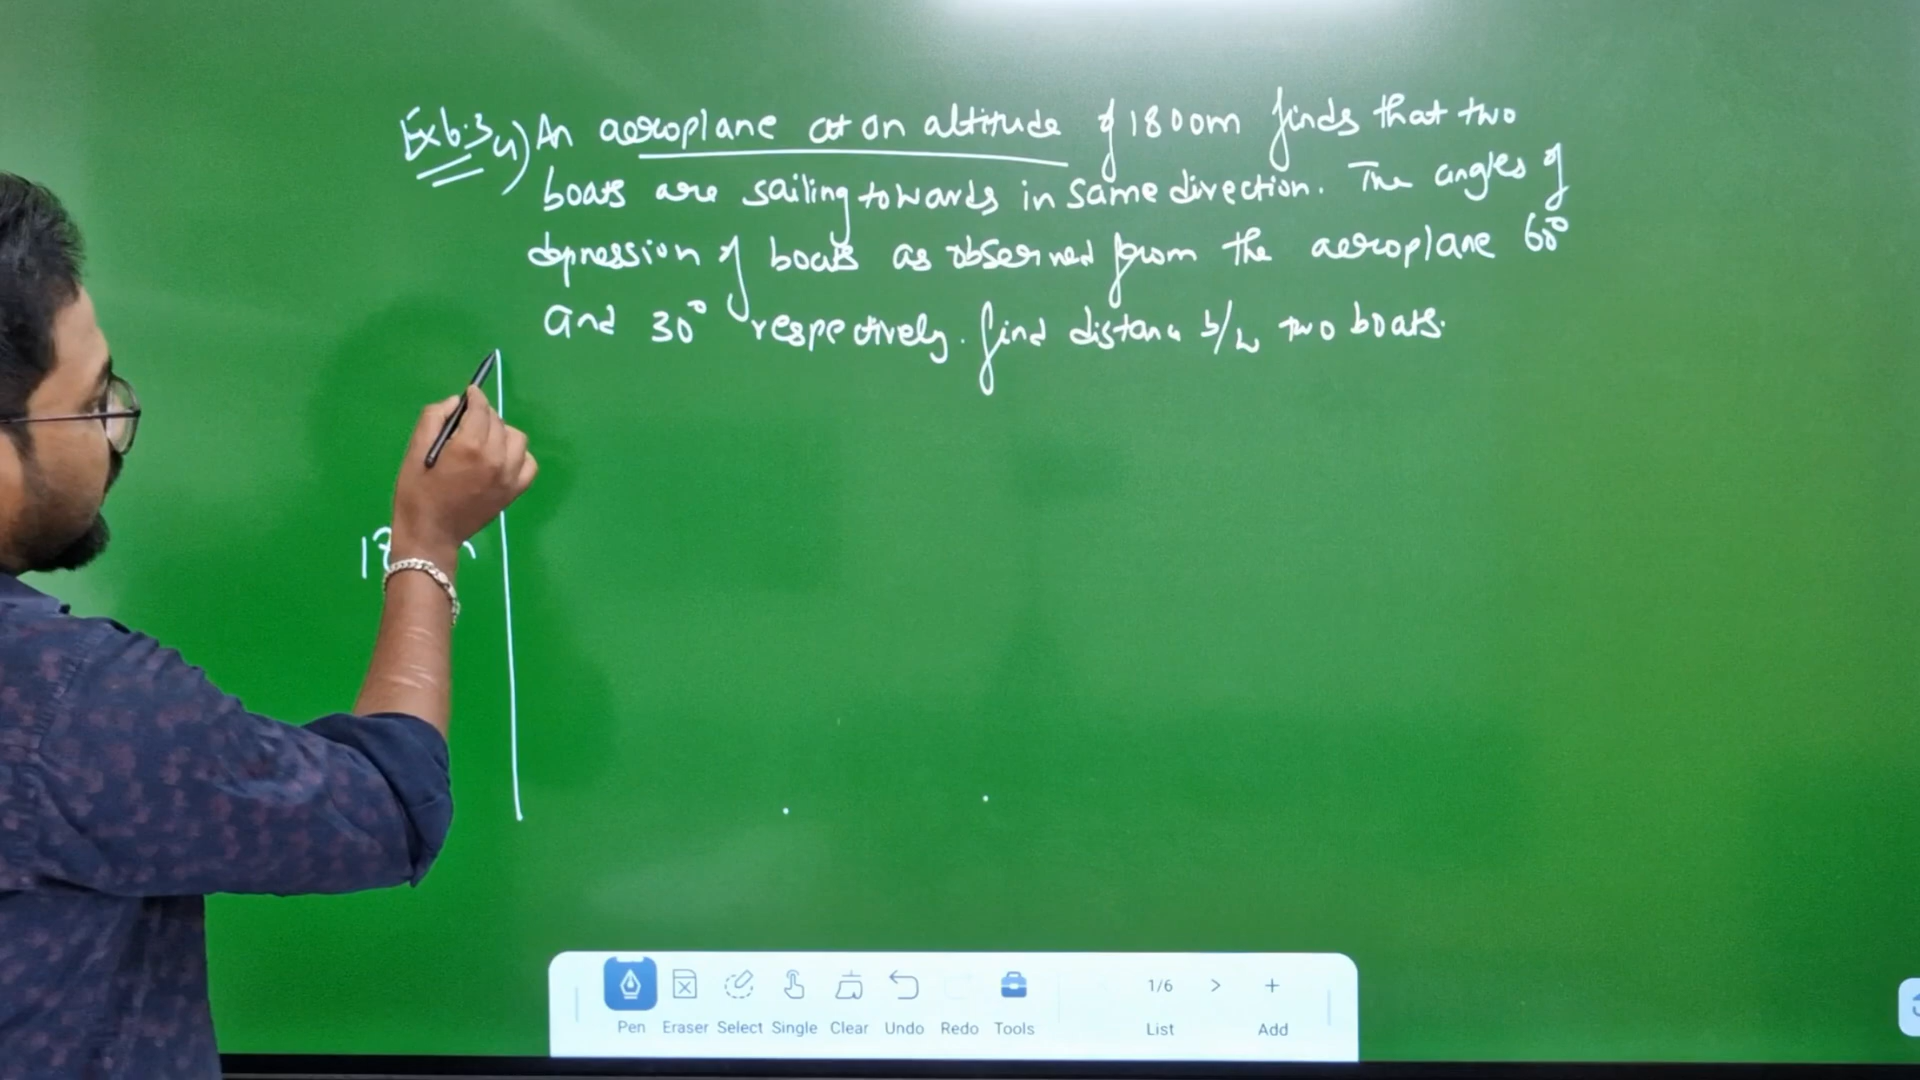 Ex 6.3 4) An aeroplane at an altitude of 1800m finds that two
boats are sailing towards in same direction. The angles of
depression of boats as observed from the aeroplane 60°
and 30° respectively. find distance b/w two boats.
Pen Eraser Select Single Clear Undo Redo Tools 1/6 List > + Add